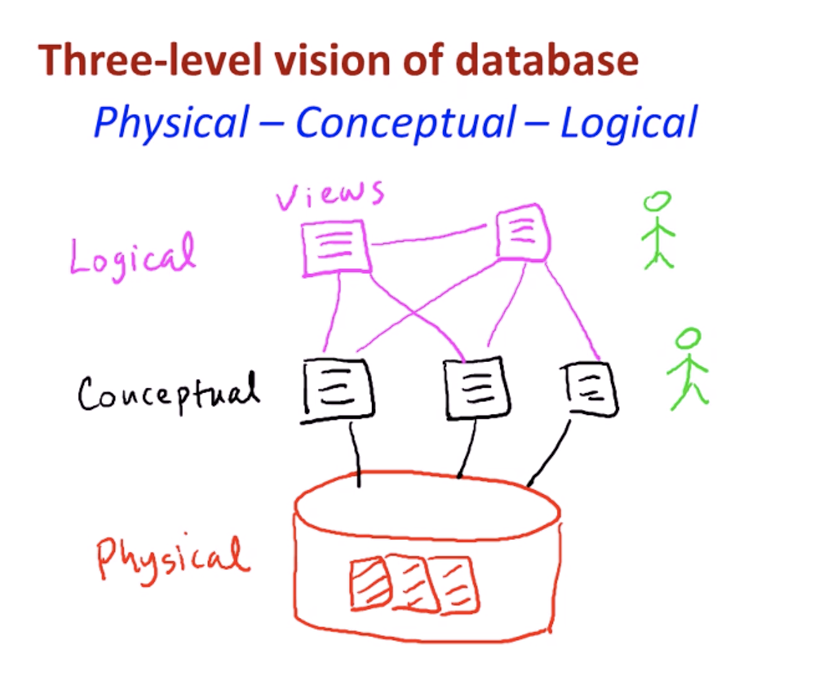 Three-level vision of database
Physical – Conceptual – Logical
Views
Logical
Conceptual
Physical